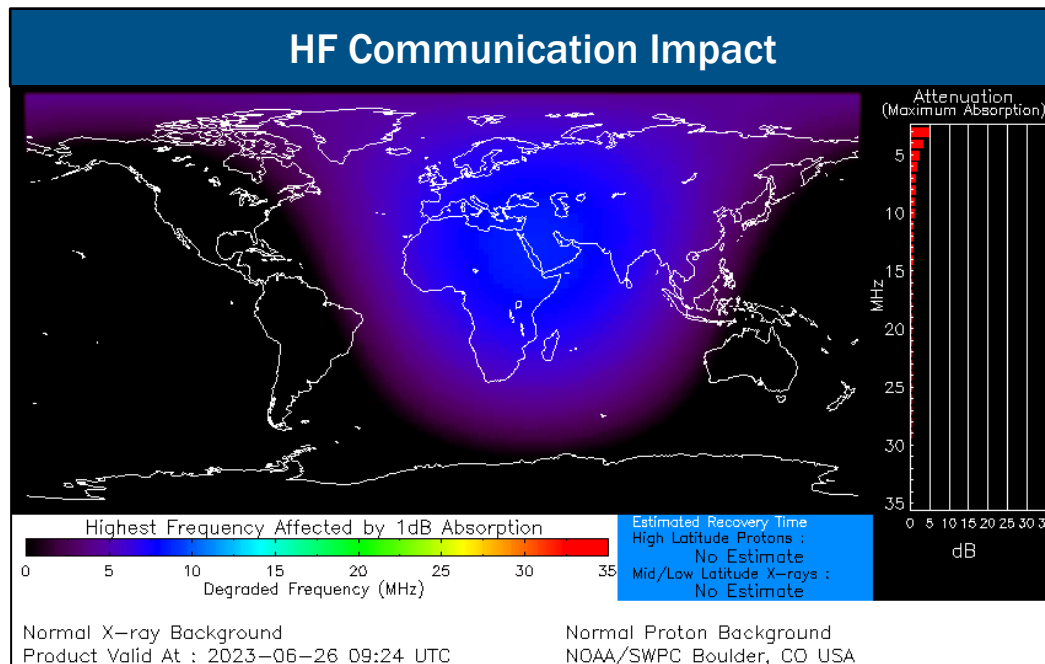 HF Communication Impact
Attenuation
(Maximum Absorption)
5
10
15
20
25
30
35
MHz
0 5 10 15 20 25 30
dB
Highest Frequency Affected by 1dB Absorption
0 5 10 15 20 25 30 35
Degraded Frequency (MHz)
Estimated Recovery Time
High Latitude Protons :
No Estimate
Mid/Low Latitude X-rays :
No Estimate
Normal X-ray Background
Product Valid At : 2023-06-26 09:24 UTC
Normal Proton Background
NOAA/SWPC Boulder, CO USA